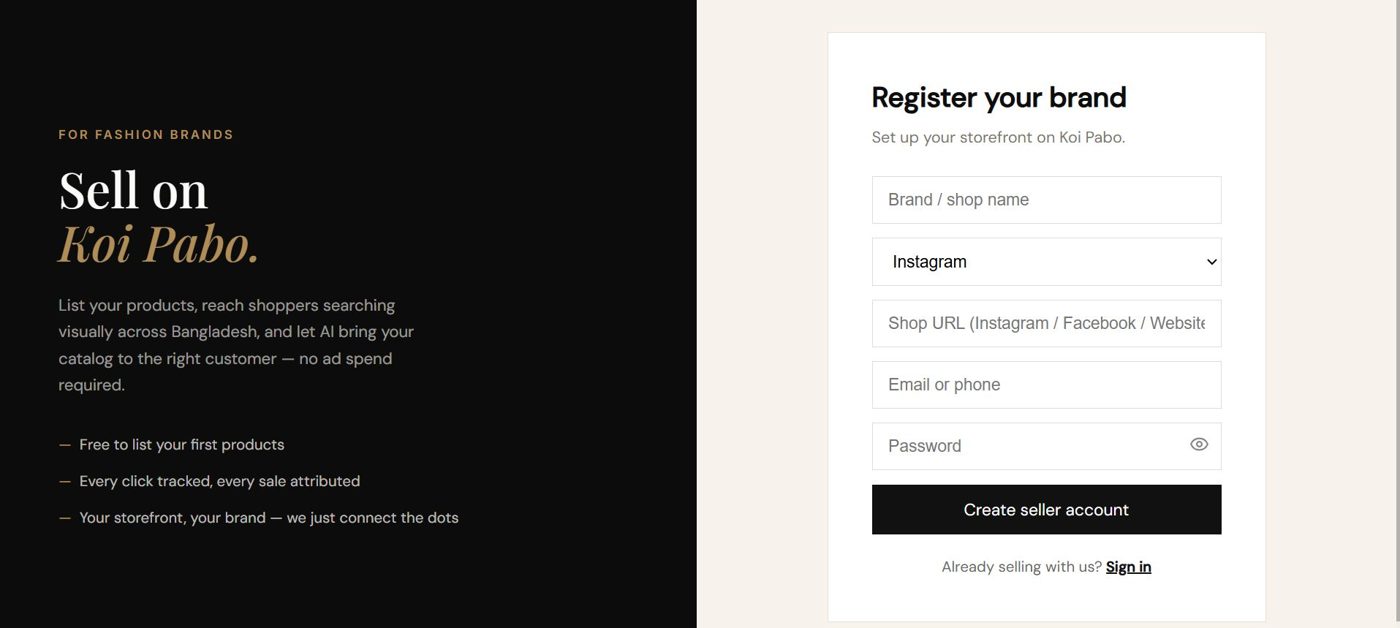 FOR FASHION BRANDS
Sell on
Koi Pabo.
List your products, reach shoppers searching
visually across Bangladesh, and let AI bring your
catalog to the right customer — no ad spend
required.
— Free to list your first products
— Every click tracked, every sale attributed
— Your storefront, your brand — we just connect the dots
Register your brand
Set up your storefront on Koi Pabo.
Brand / shop name
Instagram
Shop URL (Instagram / Facebook / Website
Email or phone
Password
Create seller account
Already selling with us? Sign in